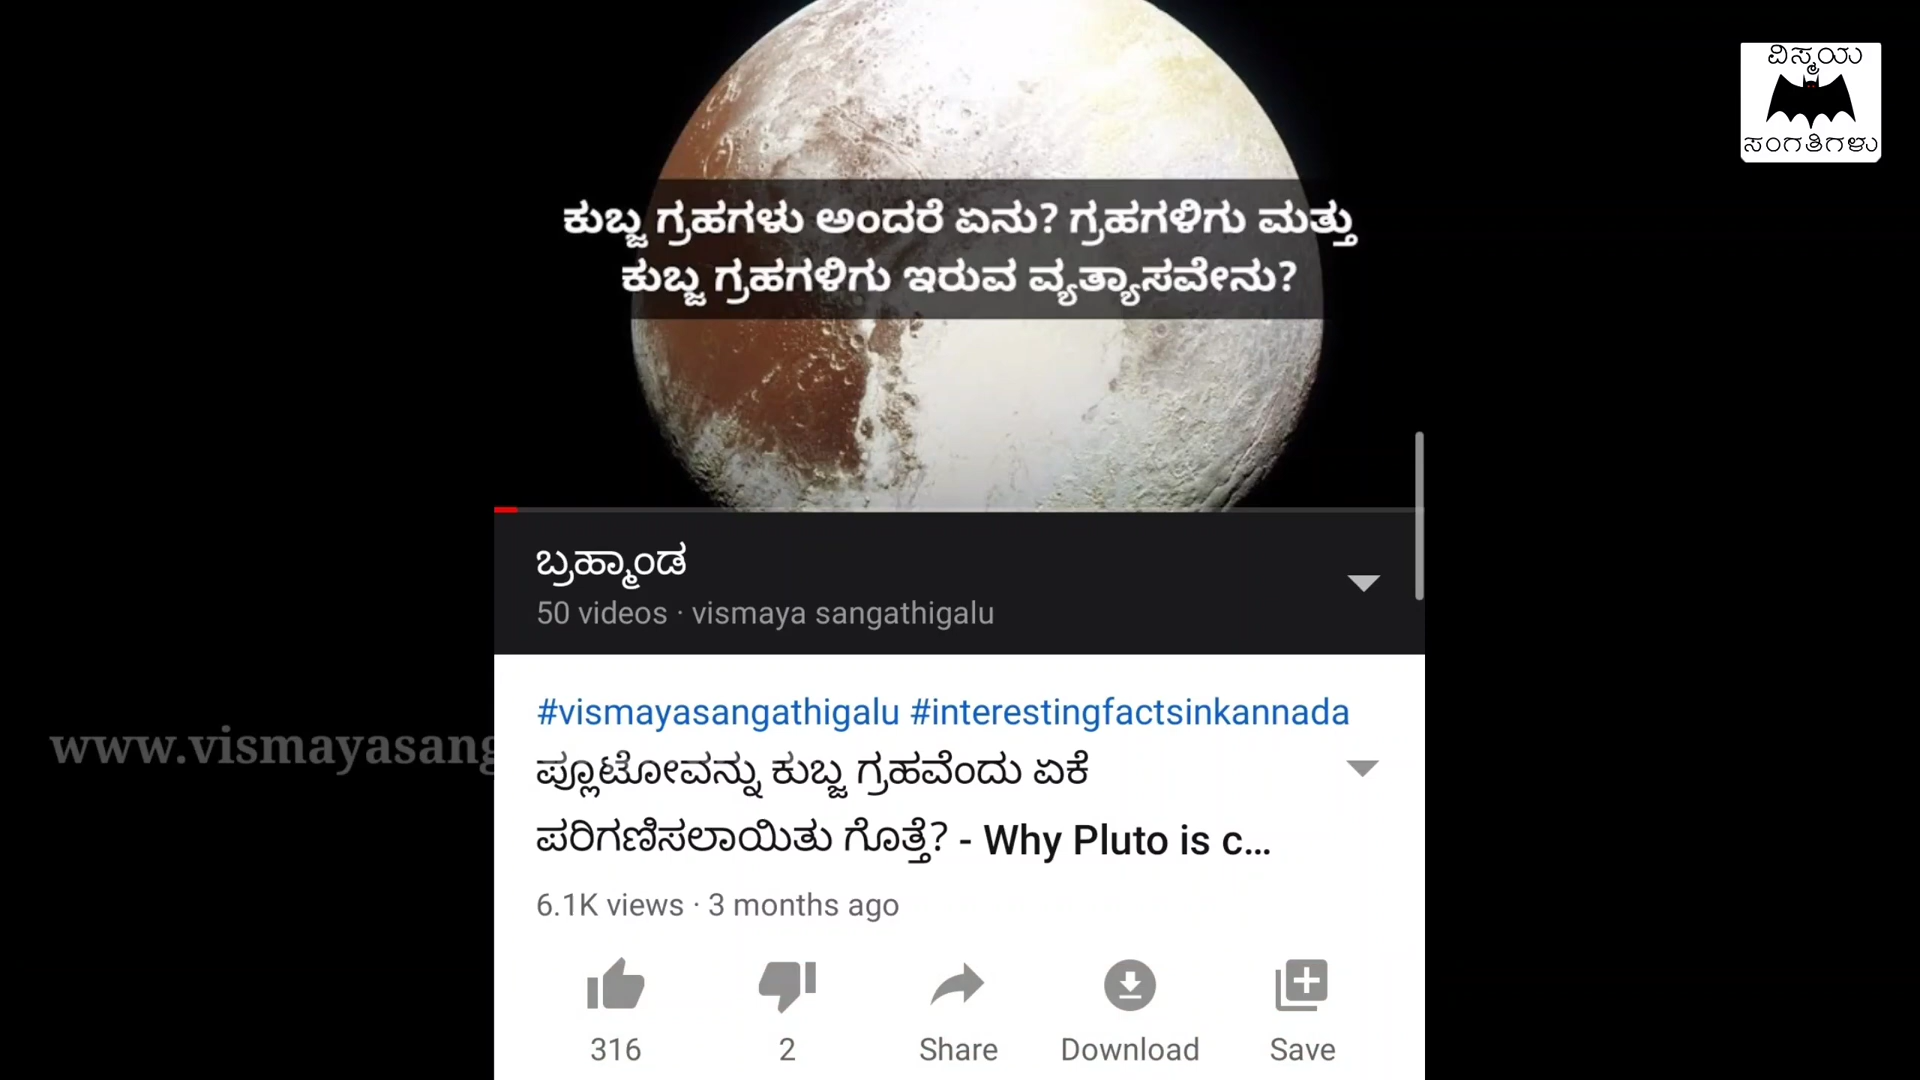 ವಿಸ್ಮಯ
ಸಂಗತಿಗಳು
ಕುಬ್ಜ ಗ್ರಹಗಳು ಅಂದರೆ ಏನು? ಗ್ರಹಗಳಿಗು ಮತ್ತು
ಕುಬ್ಜ ಗ್ರಹಗಳಿಗು ಇರುವ ವ್ಯತ್ಯಾಸವೇನು?
ಬ್ರಹ್ಮಾಂಡ
50 videos · vismaya sangathigalu
#vismayasangathigalu #interestingfactsinkannada
www.vismayasang
ಪ್ಲೂಟೋವನ್ನು ಕುಬ್ಜ ಗ್ರಹವೆಂದು ಏಕೆ
ಪರಿಗಣಿಸಲಾಯಿತು ಗೊತ್ತೆ? - Why Pluto is c...
6.1K views · 3 months ago
316 2 Share Download Save